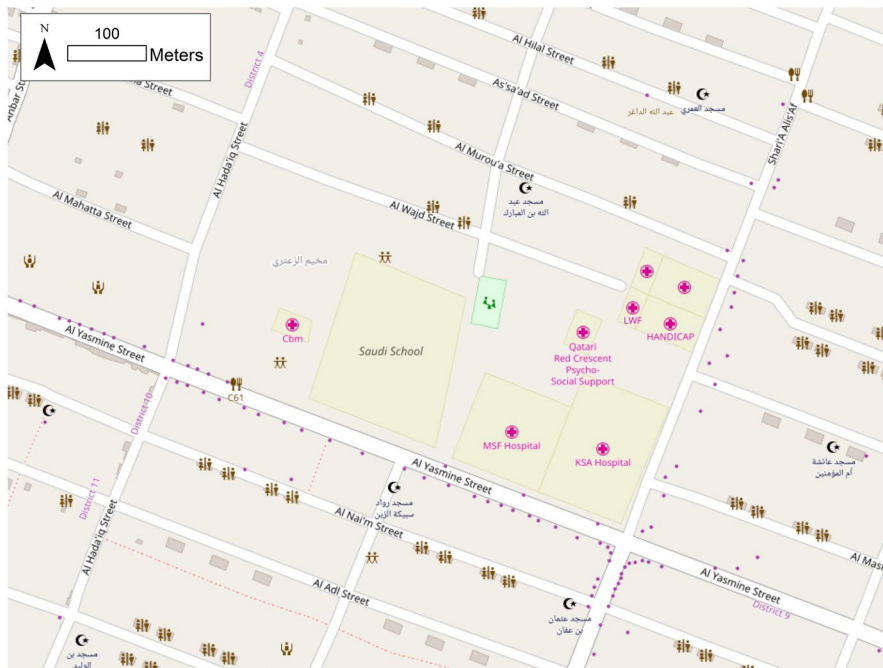 N
100
Meters
District 4
Al Hilal Street
As'sa'ad Street
مسجد العمري
عبد الله الداغر
Shari'A Alis'Af
Al Hada'iq Street
Al Murou'a Street
مسجد عبد
الله بن المبارك
Al Mahatta Street
Al Wajd Street
مخيم الزعتري
LWF
HANDICAP
Al Yasmine Street
Cbm
Saudi School
Qatari
Red Crescent
Psycho-
Social Support
C61
District 10
MSF Hospital
KSA Hospital
Al Yasmine Street
مسجد عائشة
أم المؤمنين
District 11
مسجد رواد
Al Nai'm Street
Al Hada'iq Street
Al Adl Street
Al Yasmine Street
District 9
مسجد عثمان
بن عفان
مسجد بن
الوليد